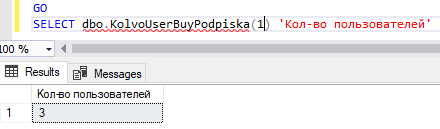 GO
SELECT dbo.KolvoUserBuyPodpiska(1) 'Кол-во пользователей'
100 %
Results Messages
Кол-во пользователей
1 3